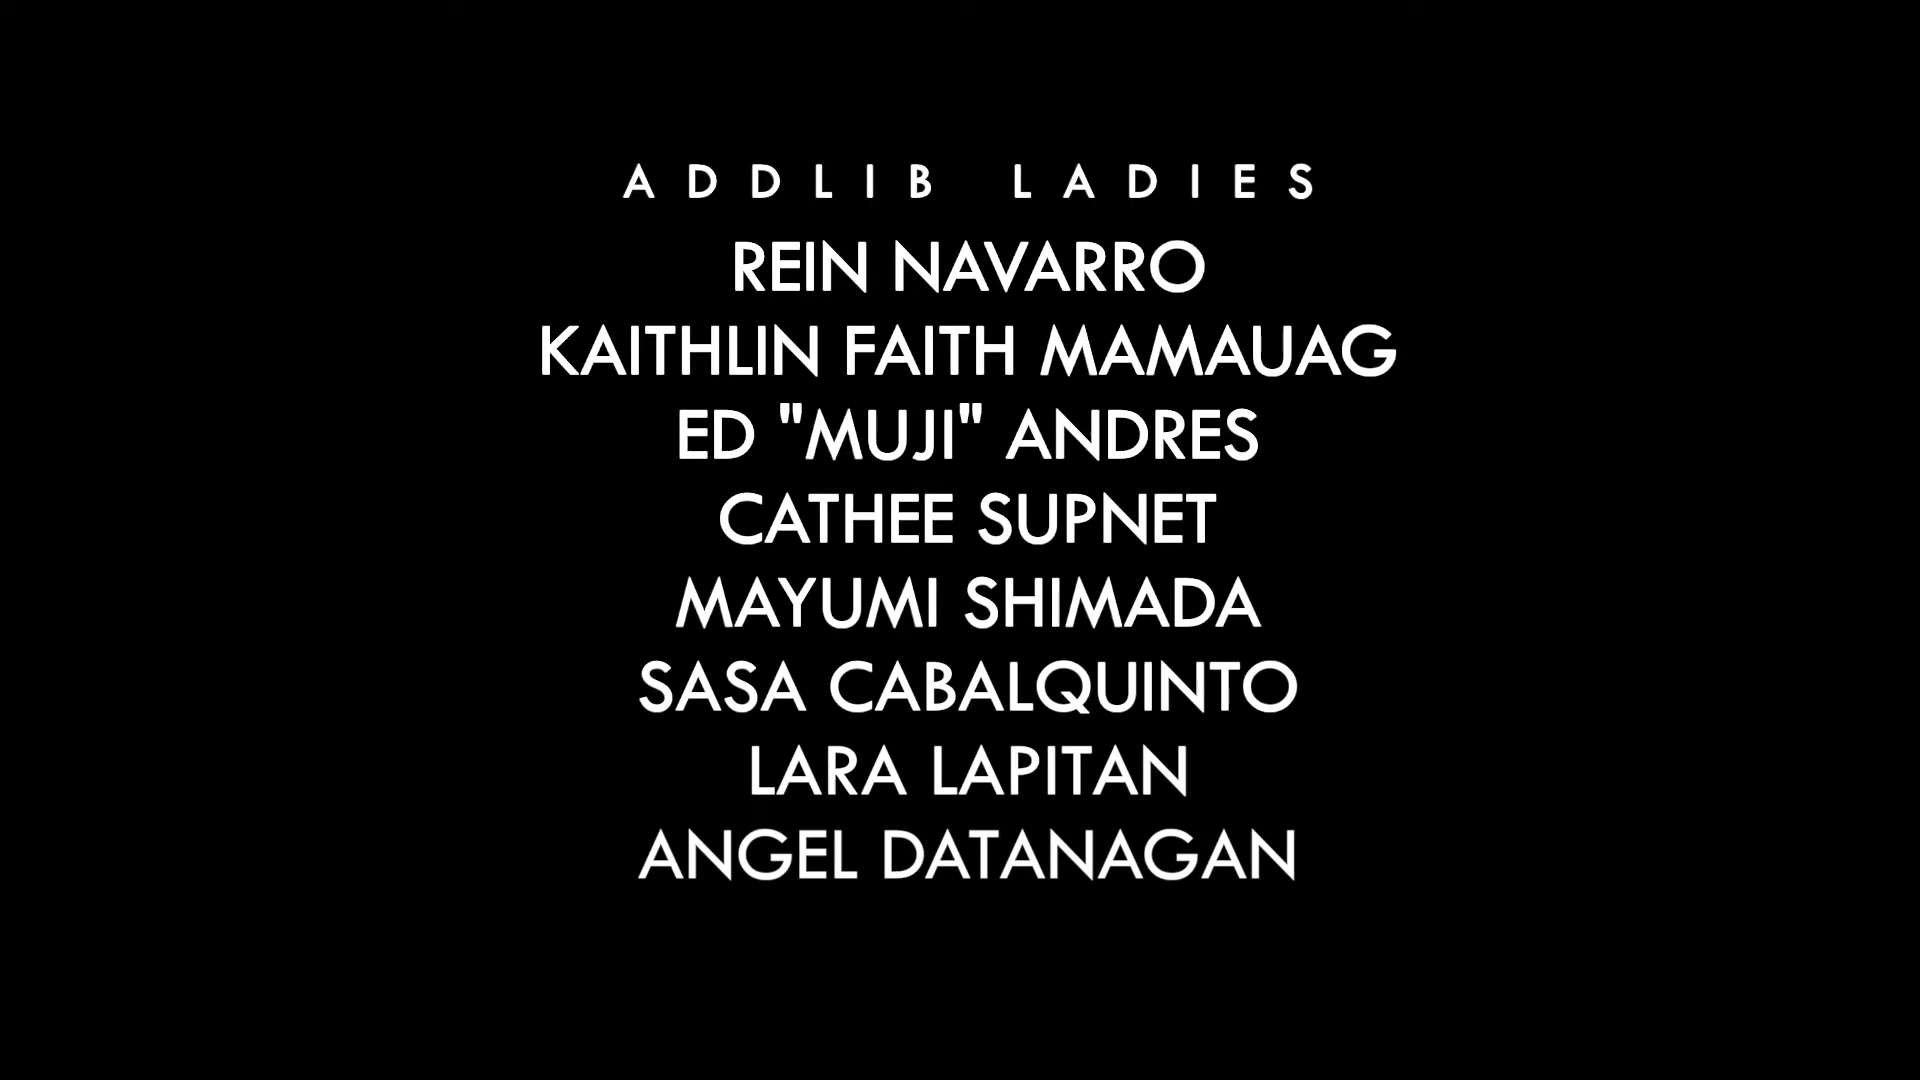 ADDLIB LADIES
REIN NAVARRO
KAITHLIN FAITH MAMAUAG
ED "MUJI" ANDRES
CATHEE SUPNET
MAYUMI SHIMADA
SASA CABALQUINTO
LARA LAPITAN
ANGEL DATANAGAN